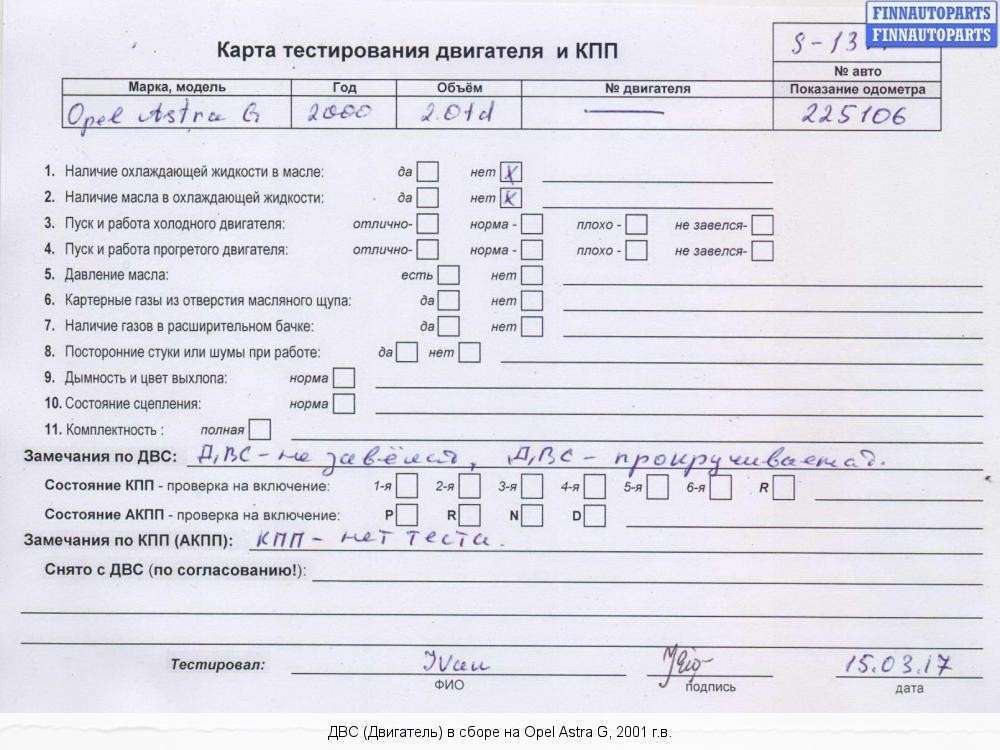 FINNAUTOPARTS
FINNAUTOPARTS
Карта тестирования двигателя и КПП
№ авто
Марка, модель Год Объём № двигателя Показание одометра
Opel Astra G 2000 2.0td — 225106
1. Наличие охлаждающей жидкости в масле: да нет X
2. Наличие масла в охлаждающей жидкости: да нет X
3. Пуск и работа холодного двигателя: отлично- норма - плохо - не завелся-
4. Пуск и работа прогретого двигателя: отлично- норма - плохо - не завелся-
5. Давление масла: есть нет
6. Картерные газы из отверстия масляного щупа: да нет
7. Наличие газов в расширительном бачке: да нет
8. Посторонние стуки или шумы при работе: да нет
9. Дымность и цвет выхлопа: норма
10. Состояние сцепления: норма
11. Комплектность : полная
Замечания по ДВС: ДВС - не завёлся, ДВС - прокручивается.
Состояние КПП - проверка на включение: 1-я 2-я 3-я 4-я 5-я 6-я R
Состояние АКПП - проверка на включение: P R N D
Замечания по КПП (АКПП): КПП - нет теста.
Снято с ДВС (по согласованию!):
Тестировал: Ivan 15.03.17
ФИО подпись дата
ДВС (Двигатель) в сборе на Opel Astra G, 2001 г.в.